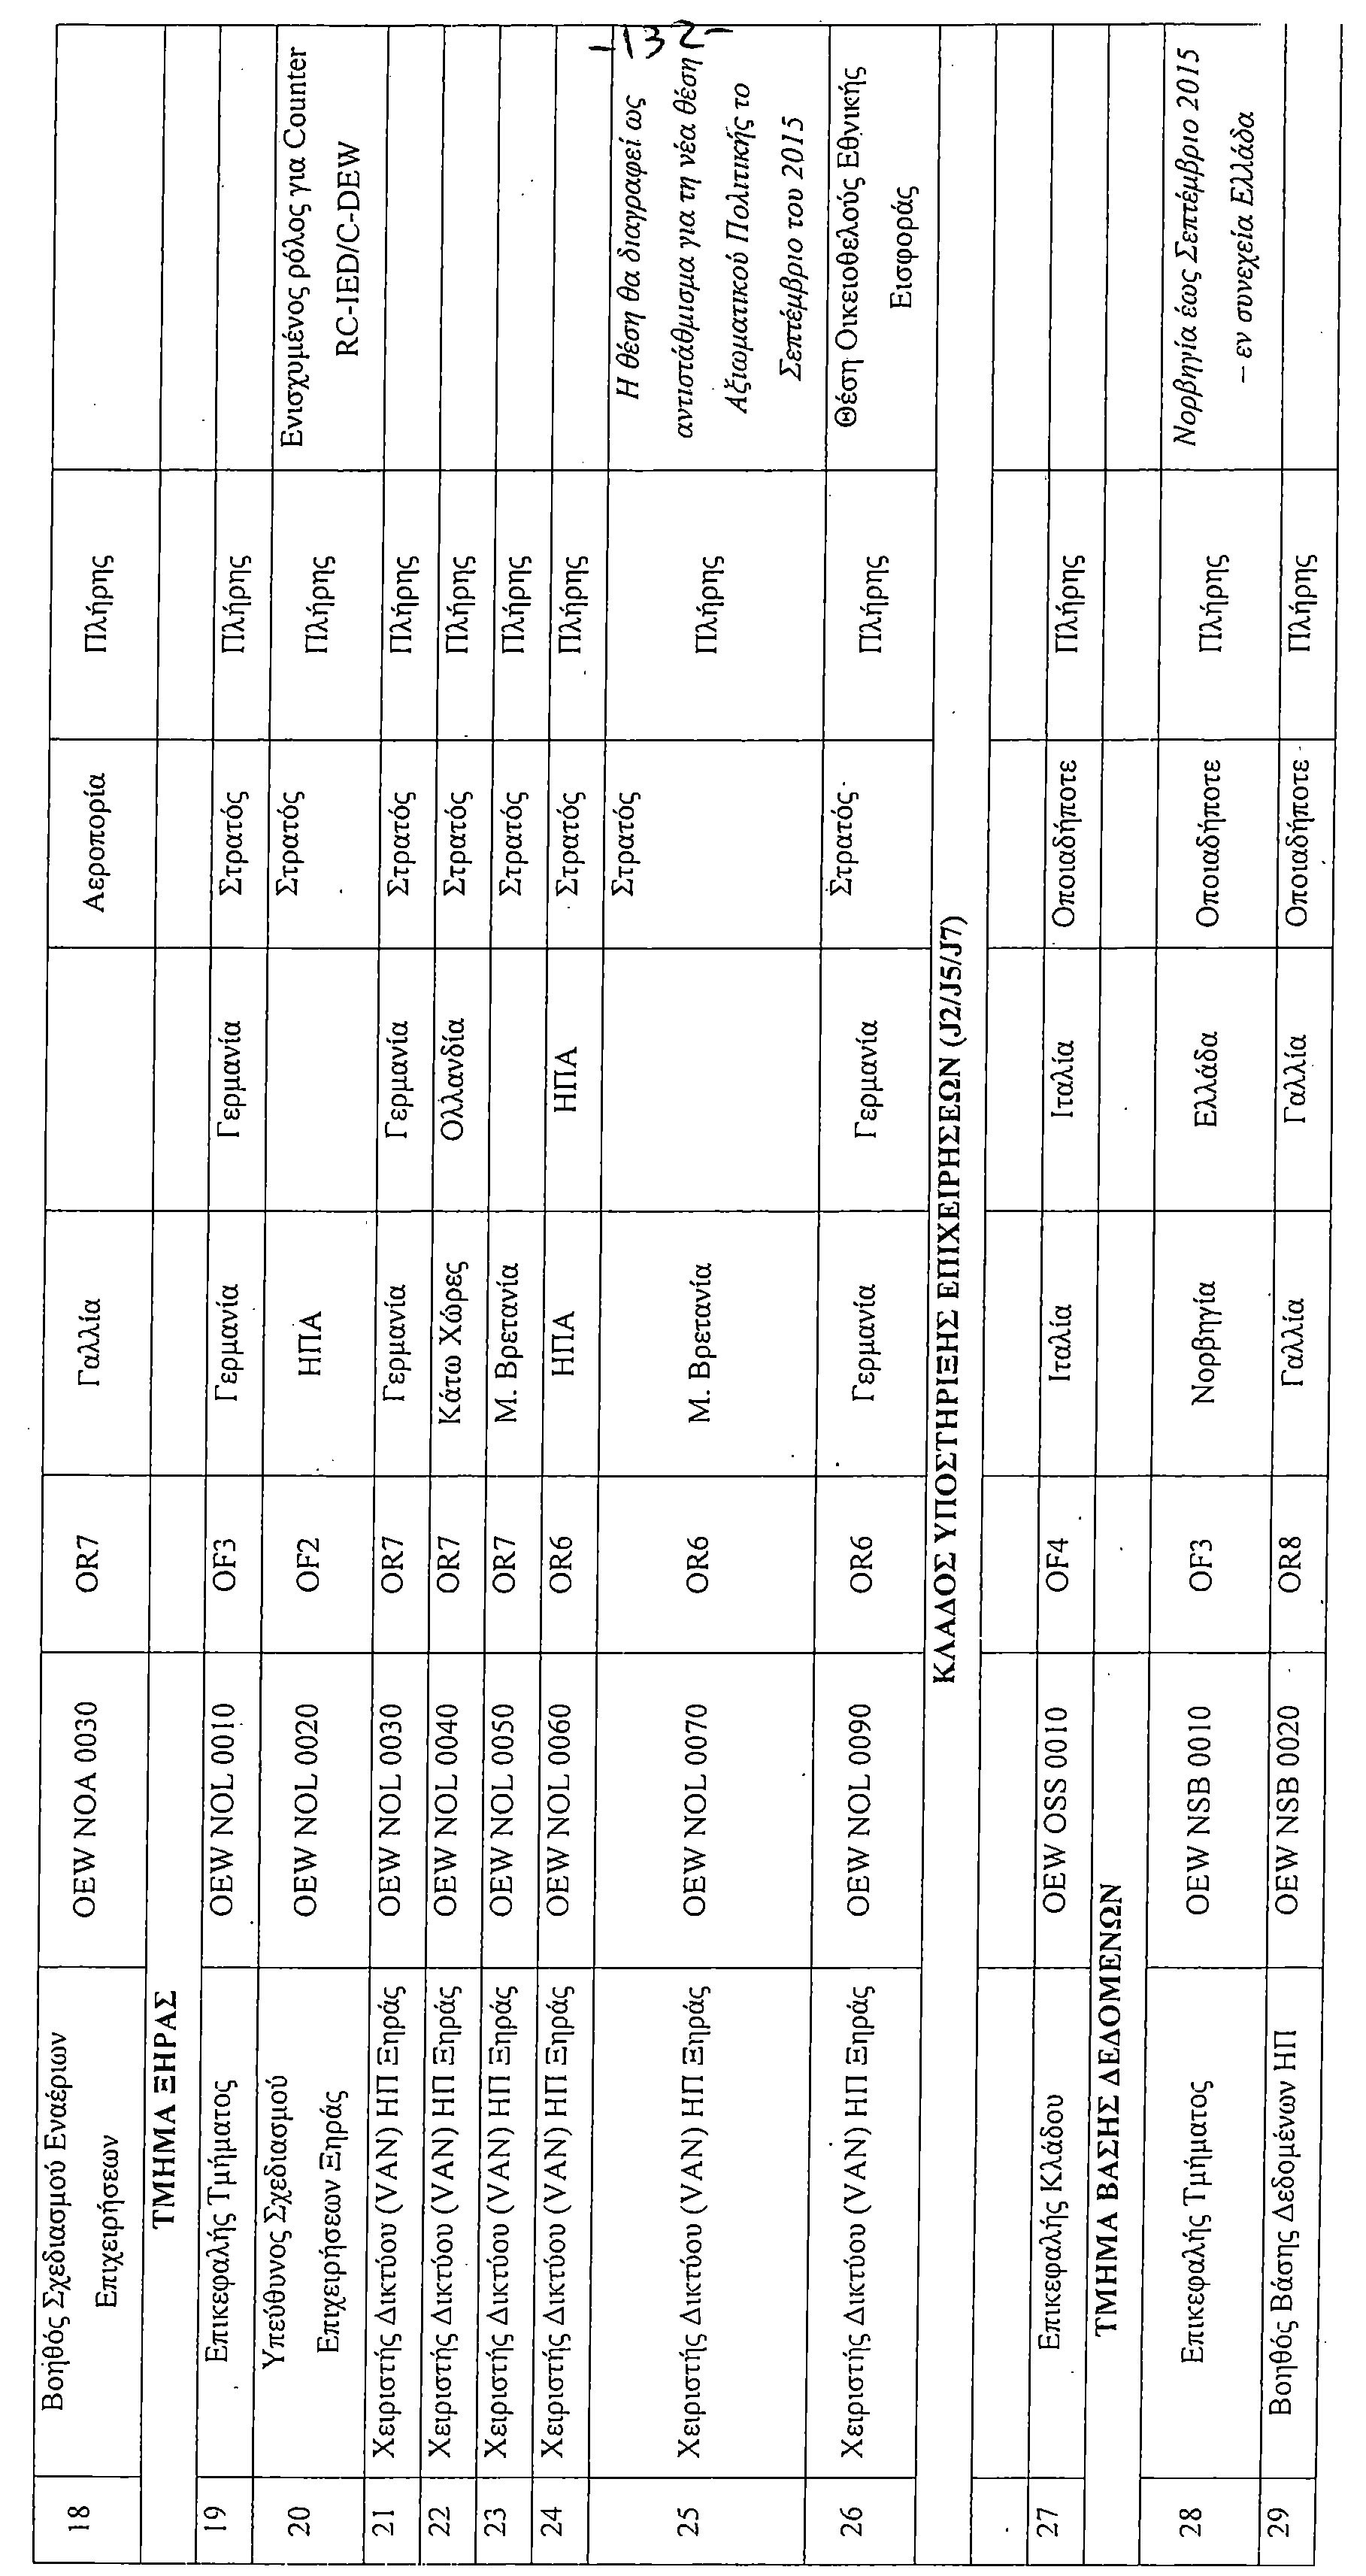 -132-
18 Βοηθός Σχεδιασμού Εναέριων Επιχειρήσεων OEW NOA 0030 OR7 Γαλλία Αεροπορία Πλήρης
ΤΜΗΜΑ ΞΗΡΑΣ
19 Επικεφαλής Τμήματος OEW NOL 0010 OF3 Γερμανία Γερμανία Στρατός Πλήρης
20 Υπεύθυνος Σχεδιασμού Επιχειρήσεων Ξηράς OEW NOL 0020 OF2 ΗΠΑ Στρατός Πλήρης Ενισχυμένος ρόλος για Counter RC-IED/C-DEW
21 Χειριστής Δικτύου (VAN) ΗΠ Ξηράς OEW NOL 0030 OR7 Γερμανία Γερμανία Στρατός Πλήρης
22 Χειριστής Δικτύου (VAN) ΗΠ Ξηράς OEW NOL 0040 OR7 Κάτω Χώρες Ολλανδία Στρατός Πλήρης
23 Χειριστής Δικτύου (VAN) ΗΠ Ξηράς OEW NOL 0050 OR7 Μ. Βρετανία Στρατός Πλήρης
24 Χειριστής Δικτύου (VAN) ΗΠ Ξηράς OEW NOL 0060 OR6 ΗΠΑ ΗΠΑ Στρατός Πλήρης
25 Χειριστής Δικτύου (VAN) ΗΠ Ξηράς OEW NOL 0070 OR6 Μ. Βρετανία Στρατός Πλήρης Η θέση θα διαγραφεί ως αντιστάθμισμα για τη νέα θέση Αξιωματικού Πολιτικής το Σεπτέμβριο του 2015
26 Χειριστής Δικτύου (VAN) ΗΠ Ξηράς OEW NOL 0090 OR6 Γερμανία Γερμανία Στρατός Πλήρης Θέση Οικειοθελούς Εθνικής Εισφοράς
ΚΛΑΔΟΣ ΥΠΟΣΤΗΡΙΞΗΣ ΕΠΙΧΕΙΡΗΣΕΩΝ (J2/J5/J7)
27 Επικεφαλής Κλάδου OEW OSS 0010 OF4 Ιταλία Ιταλία Οποιαδήποτε Πλήρης
ΤΜΗΜΑ ΒΑΣΗΣ ΔΕΔΟΜΕΝΩΝ
28 Επικεφαλής Τμήματος OEW NSB 0010 OF3 Νορβηγία Ελλάδα Οποιαδήποτε Πλήρης Νορβηγία έως Σεπτέμβριο 2015 – εν συνεχεία Ελλάδα
29 Βοηθός Βάσης Δεδομένων ΗΠ OEW NSB 0020 OR8 Γαλλία Γαλλία Οποιαδήποτε Πλήρης